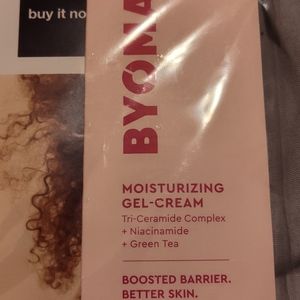 buy it no
BYOMA
MOISTURIZING
GEL-CREAM
Tri-Ceramide Complex
+ Niacinamide
+ Green Tea
BOOSTED BARRIER.
BETTER SKIN.